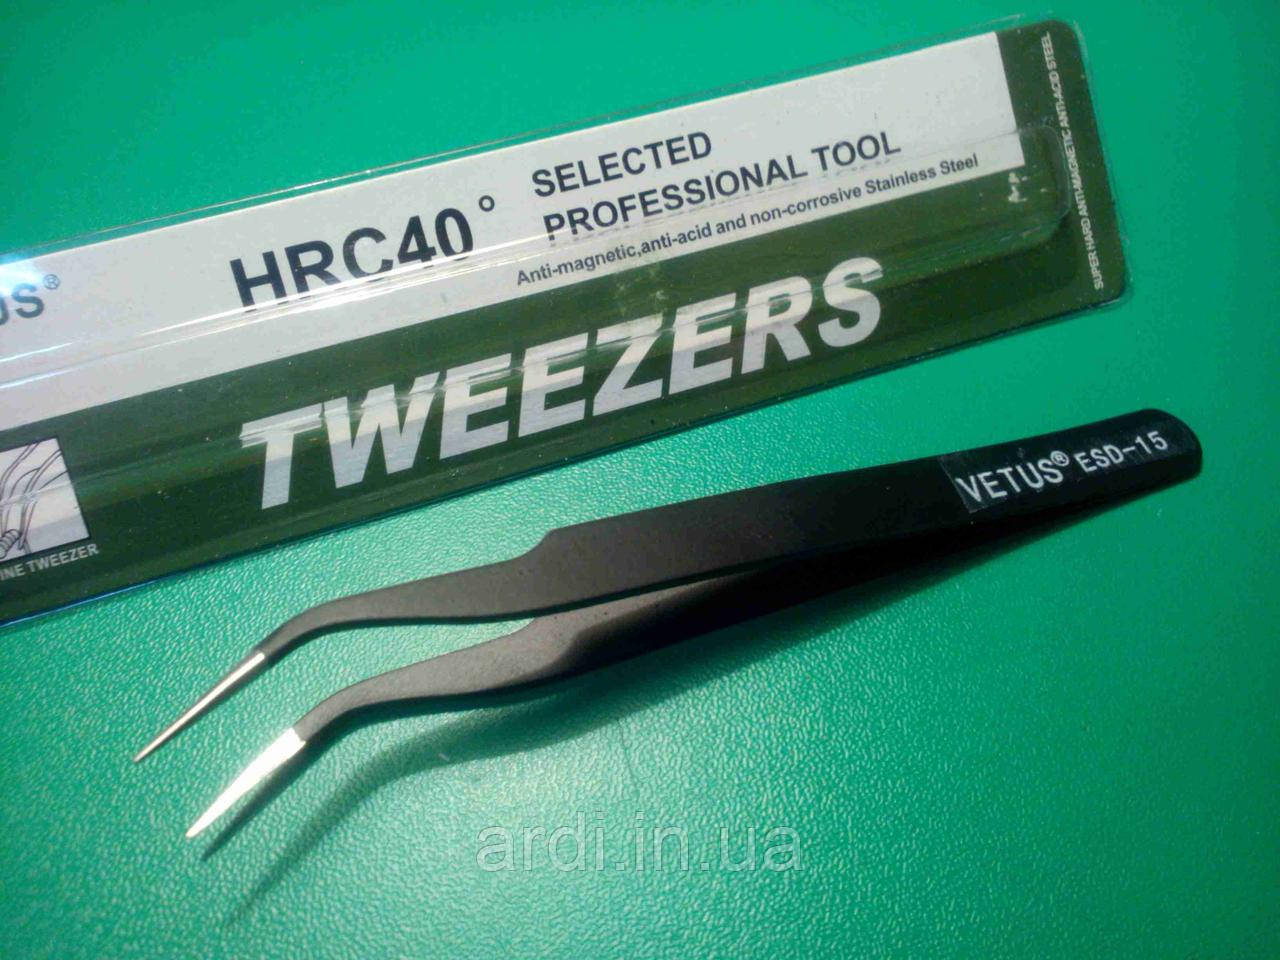 SUPER HARD ANTI-MAGNETIC ANTI-ACID STEEL
HRC40°
SELECTED
PROFESSIONAL TOOL
Anti-magnetic,anti-acid and non-corrosive Stainless Steel
US®
TWEEZERS
INE TWEEZER
VETUS® ESD-15
ardi.in.ua